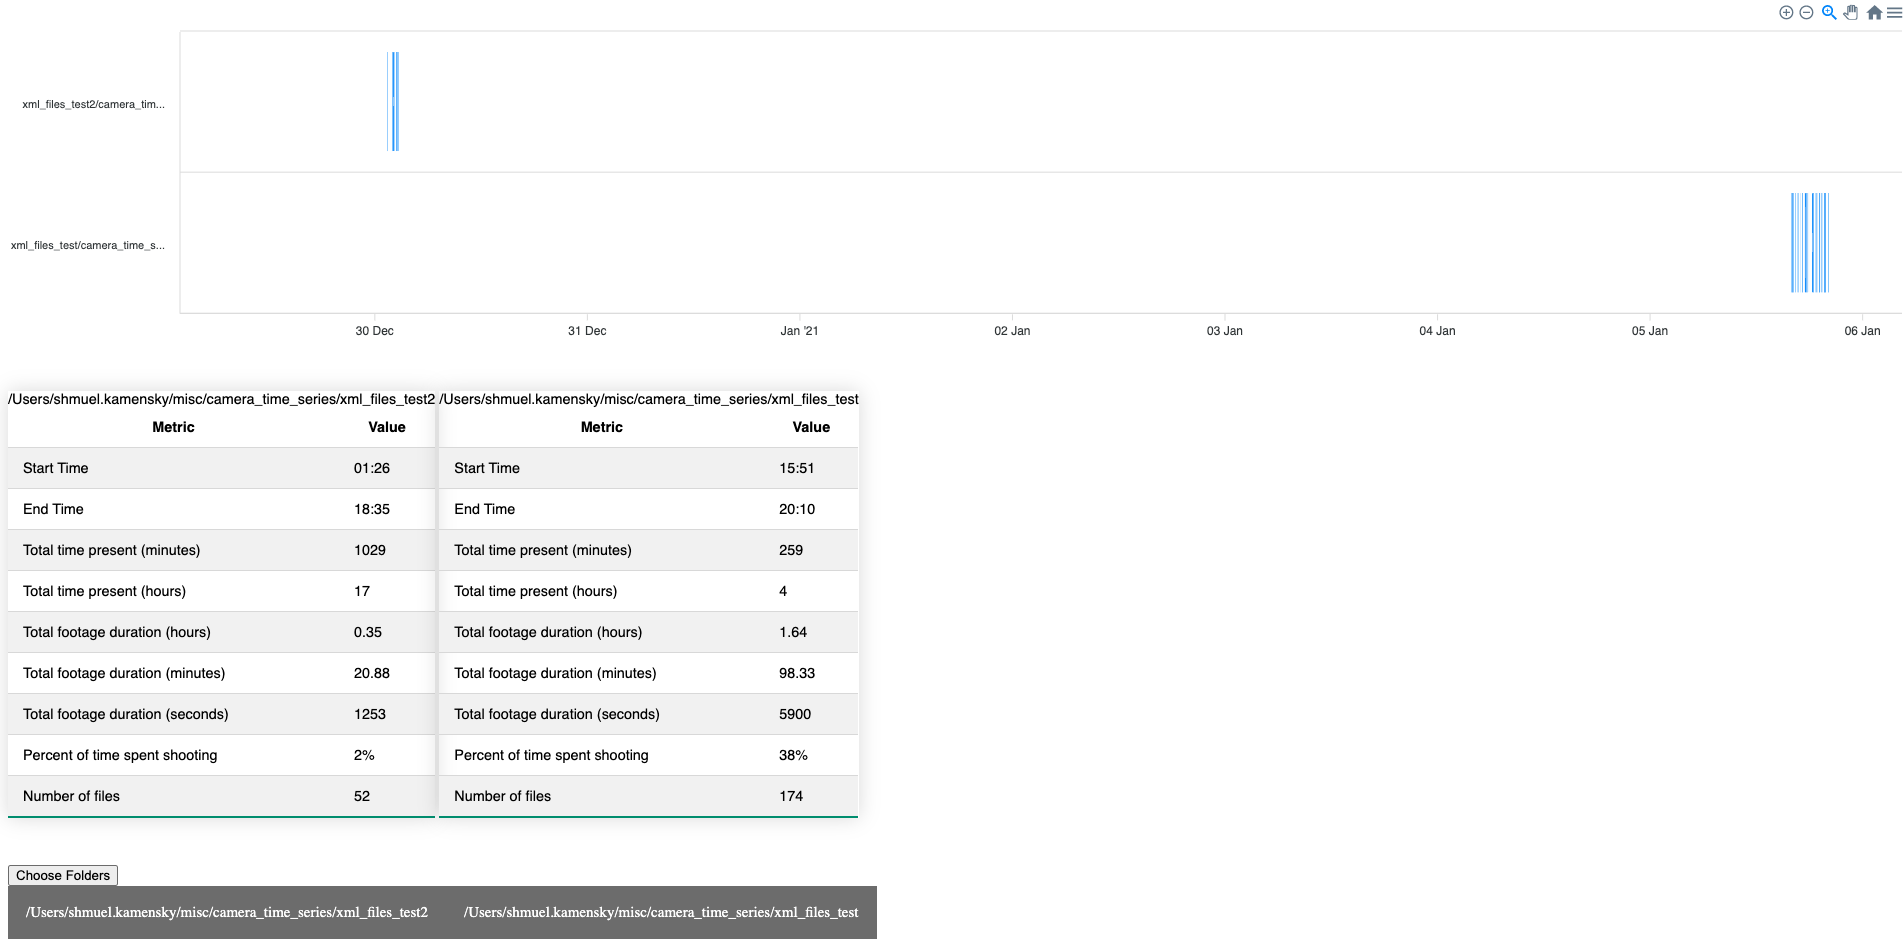 xml_files_test2/camera_tim...
xml_files_test/camera_time_s...
30 Dec 31 Dec Jan '21 02 Jan 03 Jan 04 Jan 05 Jan 06 Jan
/Users/shmuel.kamensky/misc/camera_time_series/xml_files_test2
Metric Value
Start Time 01:26
End Time 18:35
Total time present (minutes) 1029
Total time present (hours) 17
Total footage duration (hours) 0.35
Total footage duration (minutes) 20.88
Total footage duration (seconds) 1253
Percent of time spent shooting 2%
Number of files 52
/Users/shmuel.kamensky/misc/camera_time_series/xml_files_test
Metric Value
Start Time 15:51
End Time 20:10
Total time present (minutes) 259
Total time present (hours) 4
Total footage duration (hours) 1.64
Total footage duration (minutes) 98.33
Total footage duration (seconds) 5900
Percent of time spent shooting 38%
Number of files 174
Choose Folders
/Users/shmuel.kamensky/misc/camera_time_series/xml_files_test2 /Users/shmuel.kamensky/misc/camera_time_series/xml_files_test